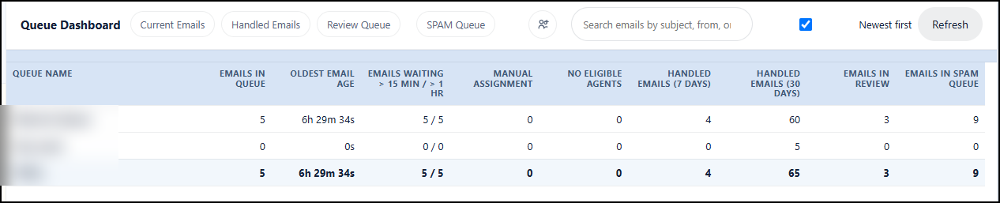 Queue Dashboard Current Emails Handled Emails Review Queue SPAM Queue Search emails by subject, from, or Newest first Refresh
QUEUE NAME EMAILS IN QUEUE OLDEST EMAIL AGE EMAILS WAITING > 15 MIN / > 1 HR MANUAL ASSIGNMENT NO ELIGIBLE AGENTS HANDLED EMAILS (7 DAYS) HANDLED EMAILS (30 DAYS) EMAILS IN REVIEW EMAILS IN SPAM QUEUE
5 6h 29m 34s 5 / 5 0 0 4 60 3 9
0 0s 0 / 0 0 0 0 5 0 0
5 6h 29m 34s 5 / 5 0 0 4 65 3 9